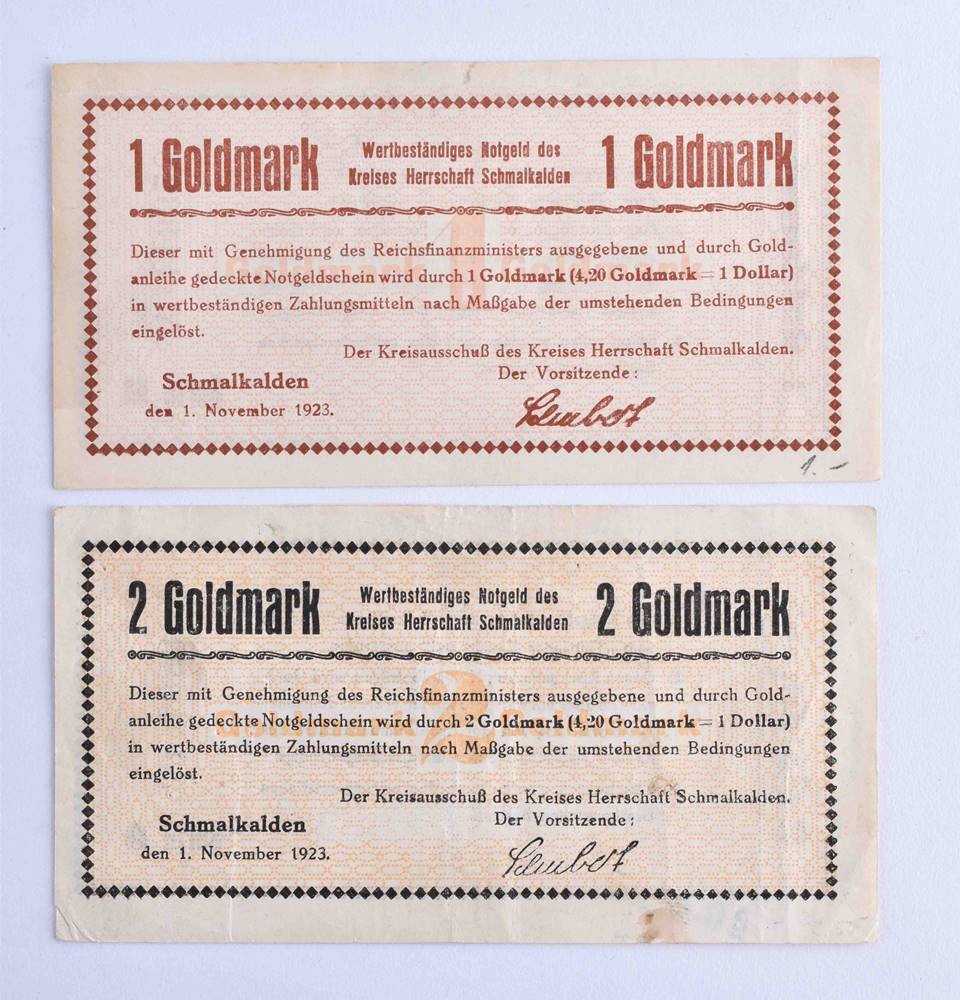 1 Goldmark Wertbeständiges Notgeld des 1 Goldmark
Kreises Herrschaft Schmalkalden
Dieser mit Genehmigung des Reichsfinanzministers ausgegebene und durch Gold-
anleihe gedeckte Notgeldschein wird durch 1 Goldmark (4,20 Goldmark = 1 Dollar)
in wertbeständigen Zahlungsmitteln nach Maßgabe der umstehenden Bedingungen
eingelöst.
Der Kreisausschuß des Kreises Herrschaft Schmalkalden.
Schmalkalden Der Vorsitzende:
den 1. November 1923.
1.-
2 Goldmark Wertbeständiges Notgeld des 2 Goldmark
Kreises Herrschaft Schmalkalden
Dieser mit Genehmigung des Reichsfinanzministers ausgegebene und durch Gold-
anleihe gedeckte Notgeldschein wird durch 2 Goldmark (4,20 Goldmark = 1 Dollar)
in wertbeständigen Zahlungsmitteln nach Maßgabe der umstehenden Bedingungen
eingelöst.
Der Kreisausschuß des Kreises Herrschaft Schmalkalden.
Schmalkalden Der Vorsitzende:
den 1. November 1923.